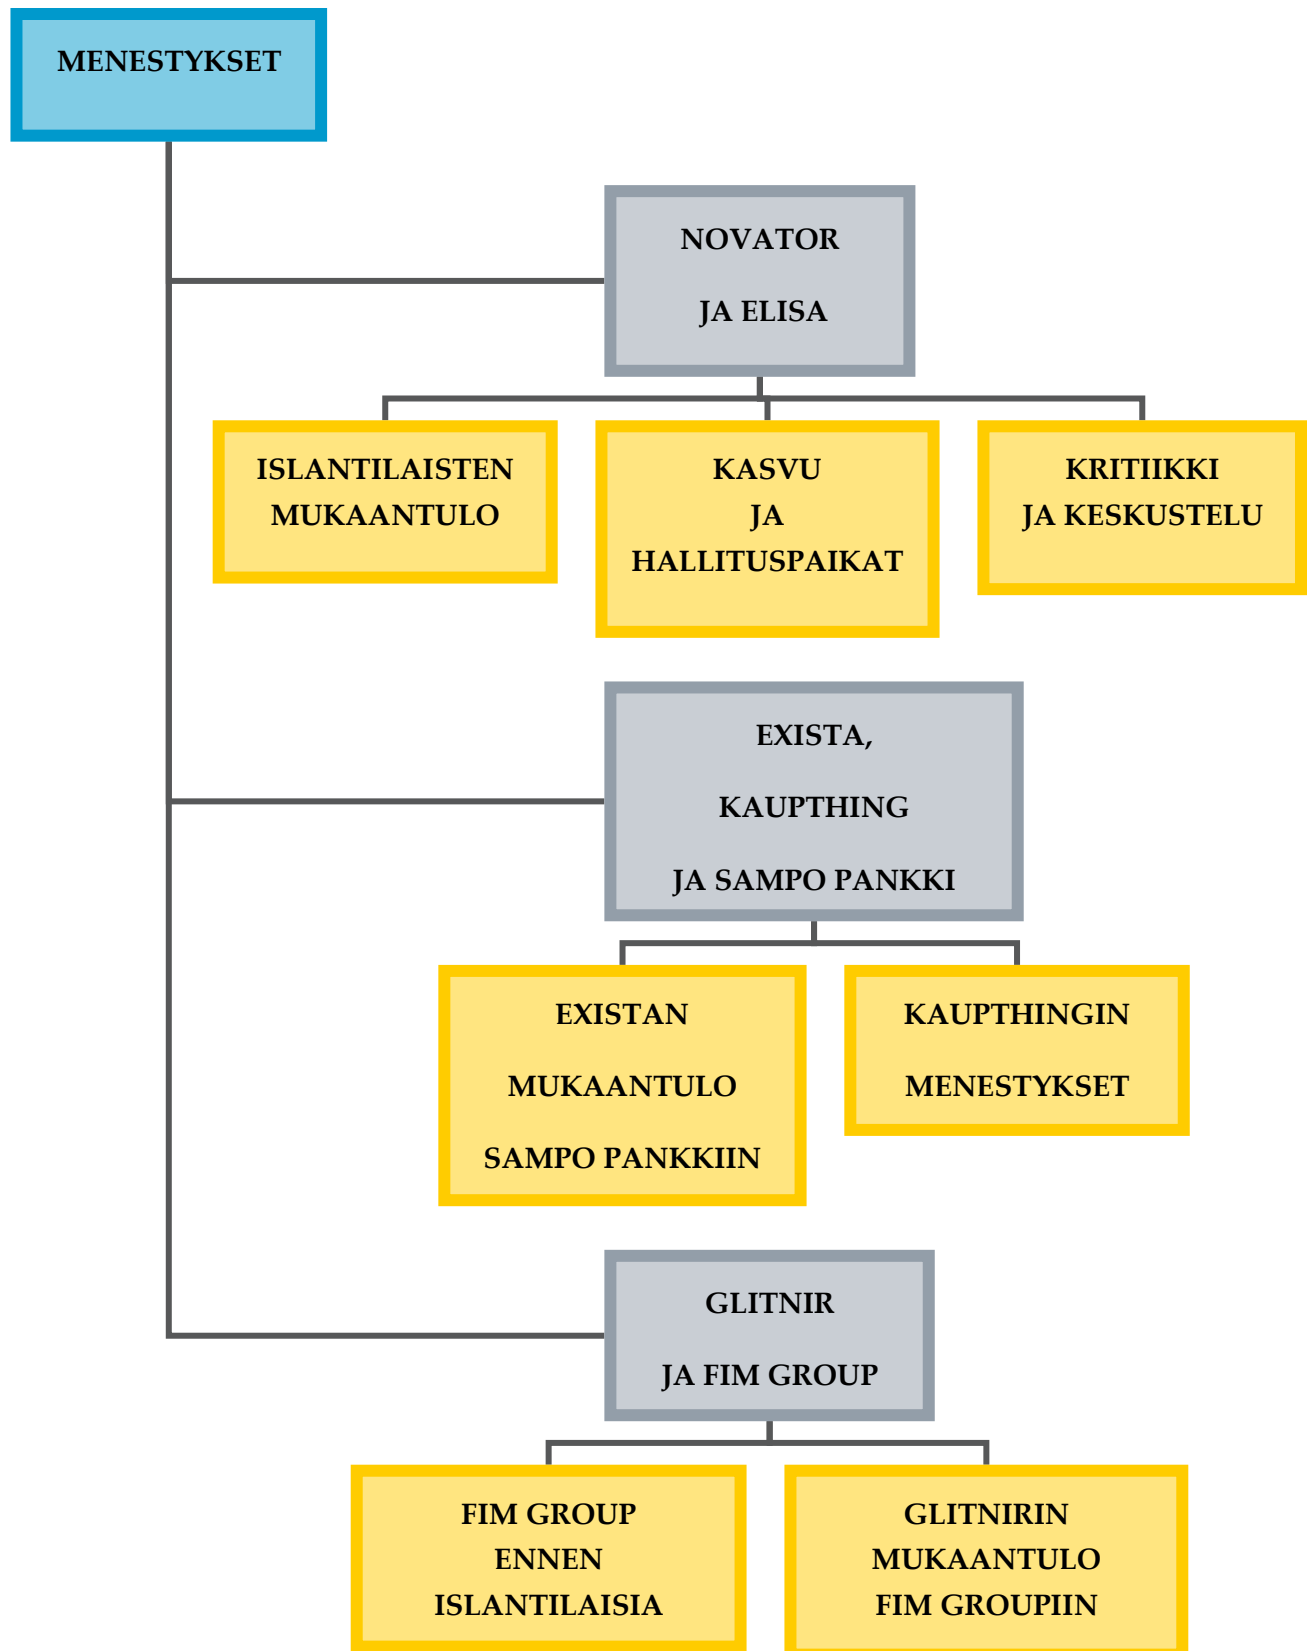 MENESTYKSET
NOVATOR
JA ELISA
ISLANTILAISTEN
MUKAANTULO
KASVU
JA
HALLITUSPAIKAT
KRITIIKKI
JA KESKUSTELU
EXISTA,
KAUPTHING
JA SAMPO PANKKI
EXISTAN
MUKAANTULO
SAMPO PANKKIIN
KAUPTHINGIN
MENESTYKSET
GLITNIR
JA FIM GROUP
FIM GROUP
ENNEN
ISLANTILAISIA
GLITNIRIN
MUKAANTULO
FIM GROUPIIN